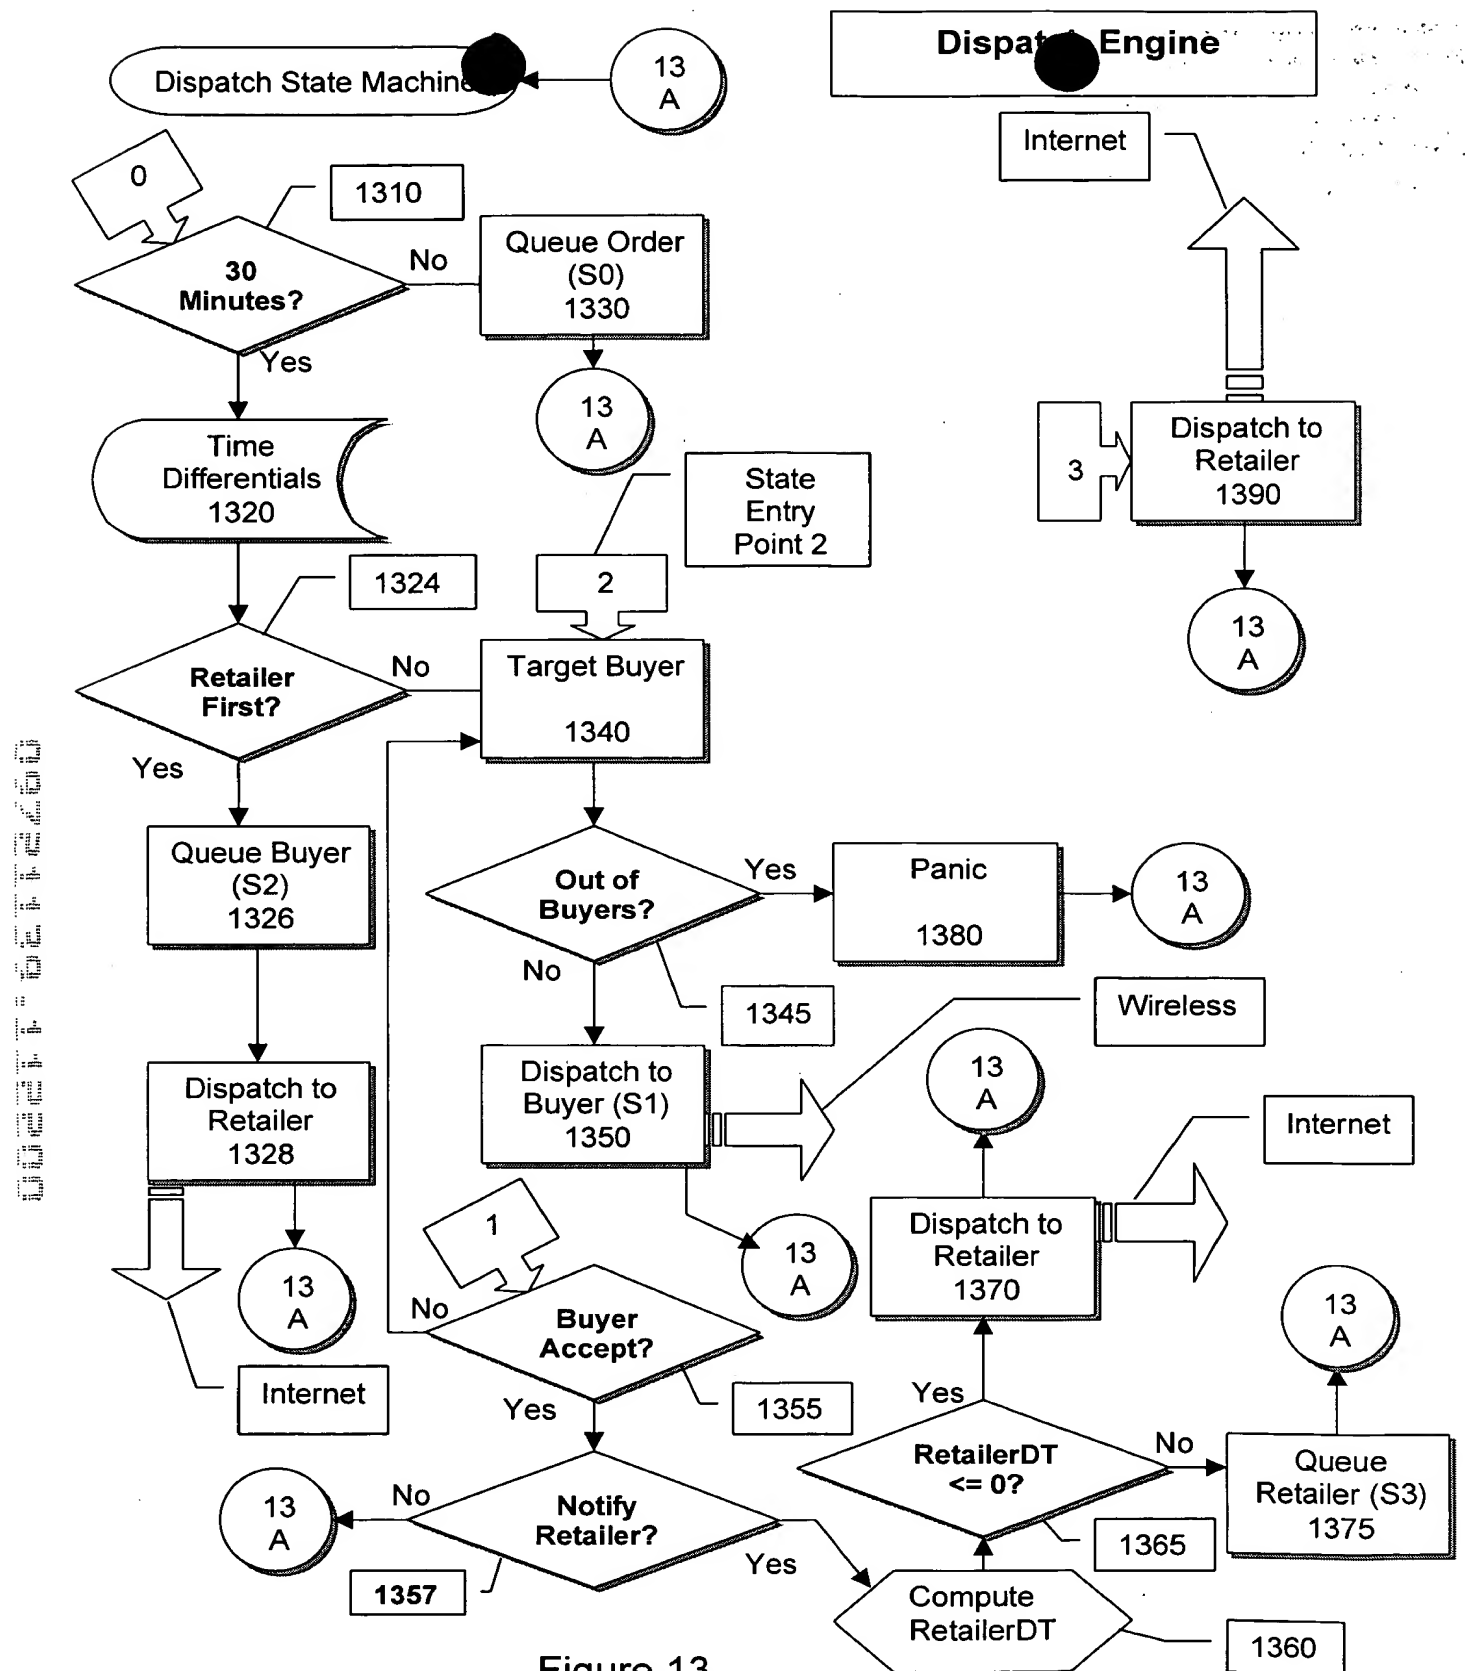 Dispatch State Machine
13
A
Engine
Internet
0
1310
30
Minutes?
No
Queue Order
(S0)
1330
Yes
13
A
Time
Differentials
1320
State
Entry
Point 2
3
Dispatch to
Retailer
1390
1324
2
13
A
Retailer
First?
No
Target Buyer
1340
Yes
Queue Buyer
(S2)
1326
Out of
Buyers?
Yes
Panic
1380
13
A
No
1345
Wireless
Dispatch to
Retailer
1328
Dispatch to
Buyer (S1)
1350
13
A
Internet
1
13
A
Dispatch to
Retailer
1370
13
A
13
A
No
Buyer
Accept?
Internet
Yes
1355
Yes
RetailerDT
<= 0?
No
Queue
Retailer (S3)
1375
13
A
No
Notify
Retailer?
Yes
1365
1357
Compute
RetailerDT
1360
Figure 13